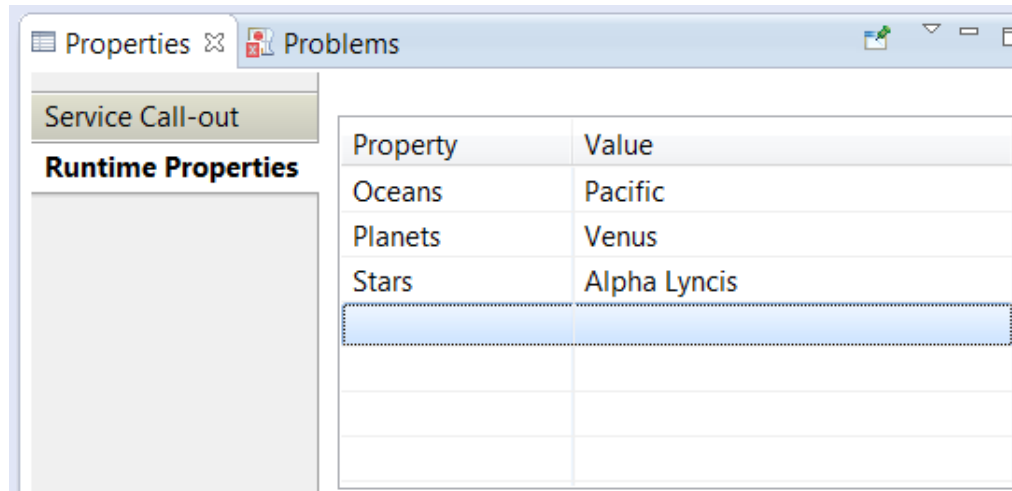 Properties Problems
Service Call-out
Runtime Properties
Property Value
Oceans Pacific
Planets Venus
Stars Alpha Lyncis